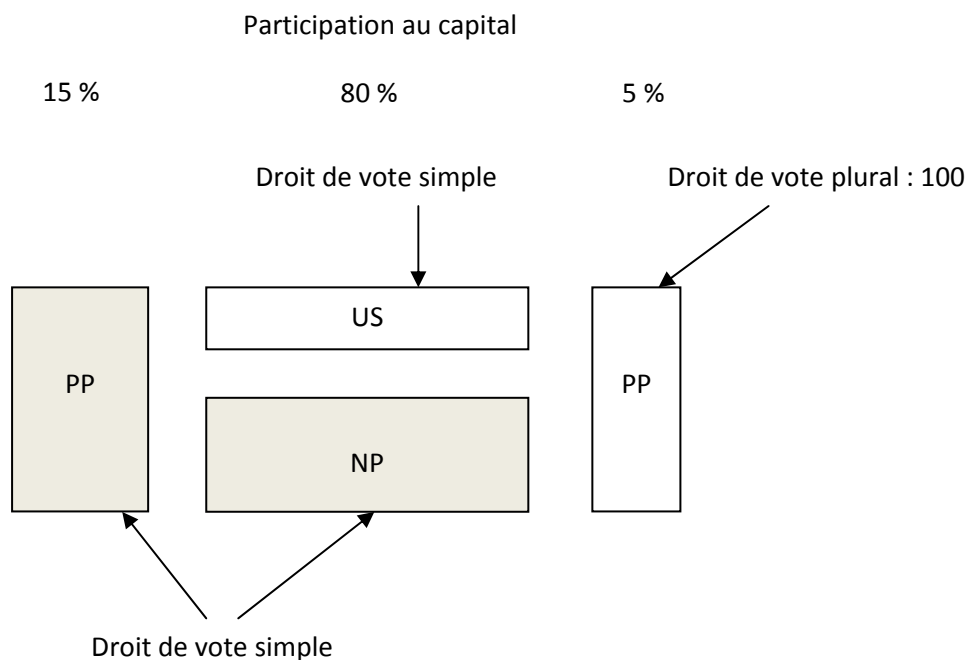 Participation au capital
15 %
80 %
5 %
Droit de vote simple
Droit de vote plural : 100
US
PP
PP
NP
Droit de vote simple